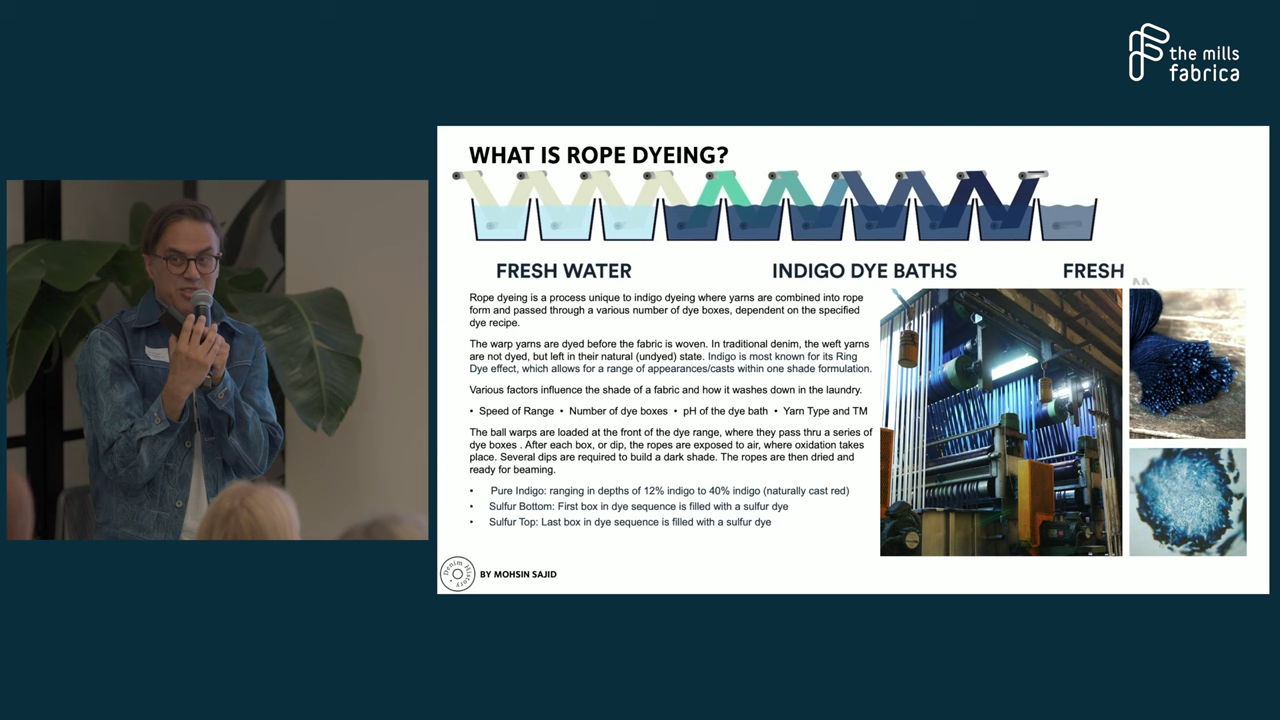 the mills
fabrica
WHAT IS ROPE DYEING?
FRESH WATER
INDIGO DYE BATHS
FRESH
Rope dyeing is a process unique to indigo dyeing where yarns are combined into rope
form and passed through a various number of dye boxes, dependent on the specified
dye recipe.
The warp yarns are dyed before the fabric is woven. In traditional denim, the weft yarns
are not dyed, but left in their natural (undyed) state. Indigo is most known for its Ring
Dye effect, which allows for a range of appearances/casts within one shade formulation.
Various factors influence the shade of a fabric and how it washes down in the laundry.
• Speed of Range • Number of dye boxes • pH of the dye bath • Yarn Type and TM
The ball warps are loaded at the front of the dye range, where they pass thru a series of
dye boxes . After each box, or dip, the ropes are exposed to air, where oxidation takes
place. Several dips are required to build a dark shade. The ropes are then dried and
ready for beaming.
• Pure Indigo: ranging in depths of 12% indigo to 40% indigo (naturally cast red)
• Sulfur Bottom: First box in dye sequence is filled with a sulfur dye
• Sulfur Top: Last box in dye sequence is filled with a sulfur dye
Denim History
BY MOHSIN SAJID